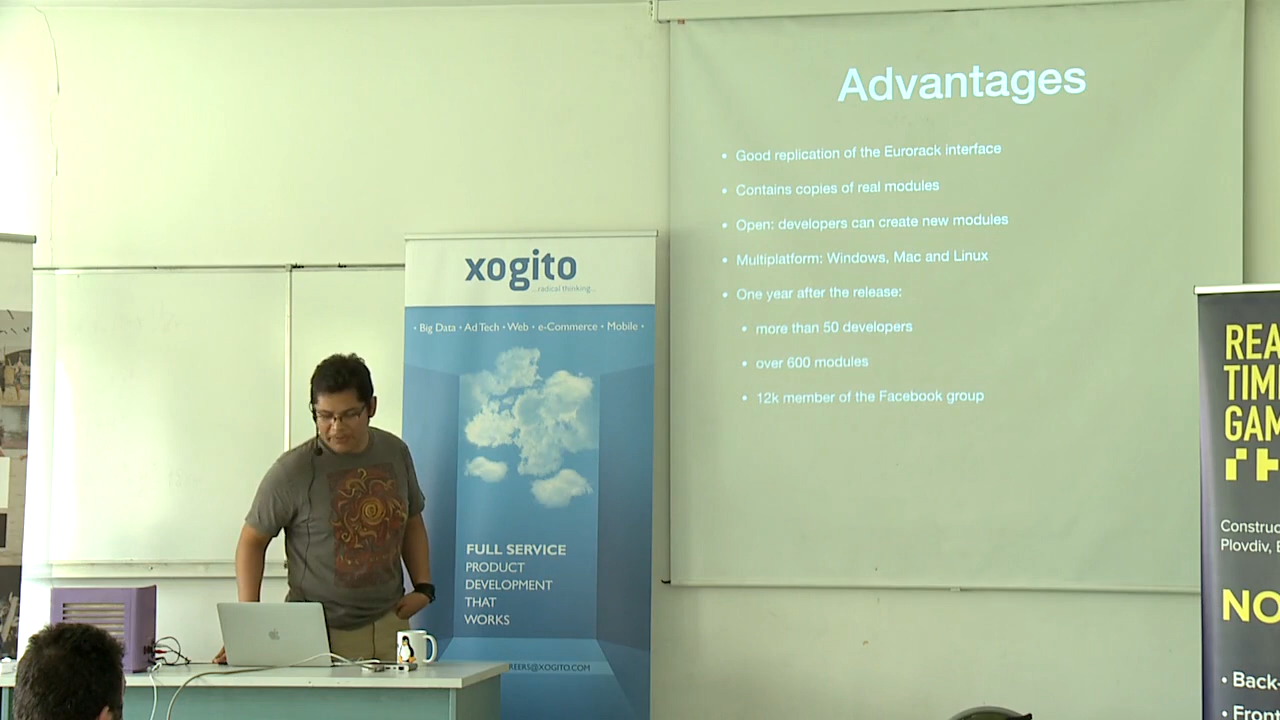 Advantages
• Good replication of the Eurorack interface
• Contains copies of real modules
• Open: developers can create new modules
• Multiplatform: Windows, Mac and Linux
• One year after the release:
• more than 50 developers
• over 600 modules
• 12k member of the Facebook group
xogito
...radical thinking...
• Big Data • Ad Tech • Web • e-Commerce • Mobile •
FULL SERVICE
PRODUCT
DEVELOPMENT
THAT
WORKS
REERS@XOGITO.COM
REA
TIM
GAM
Construc
Plovdiv,
NO
• Back-
• Front